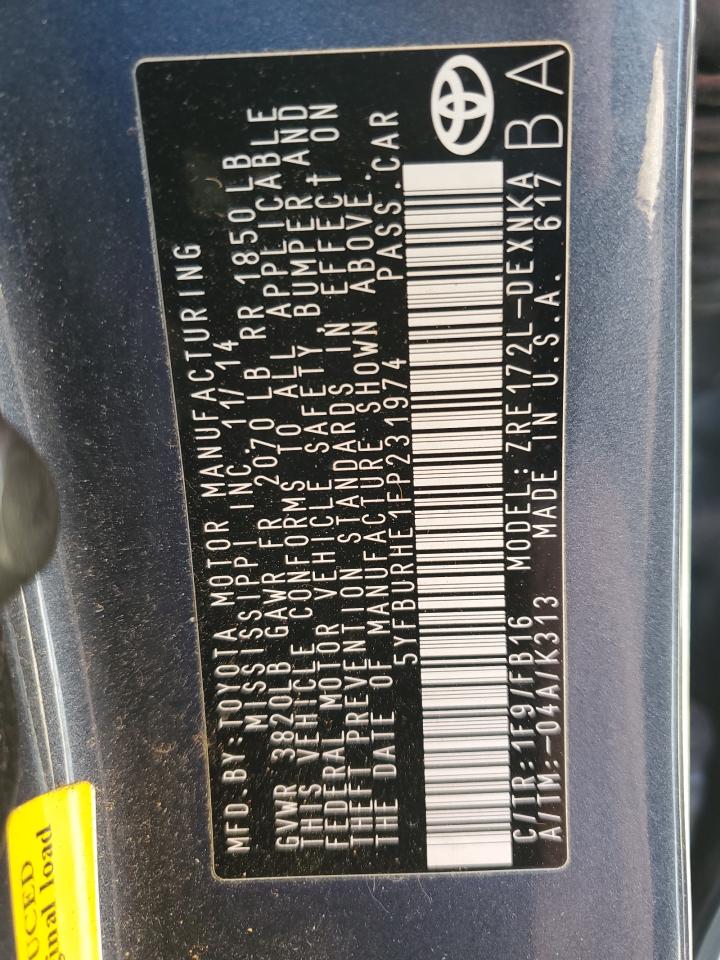 MFD.BY:TOYOTA MOTOR MANUFACTURING
MISSISSIPPI INC. 11/14
GVWR 3820LB GAWR FR 2070 LB RR 1850 LB
THIS VEHICLE CONFORMS TO ALL APPLICABLE
FEDERAL MOTOR VEHICLE SAFETY, BUMPER AND
THEFT PREVENTION STANDARDS IN EFFECT ON
THE DATE OF MANUFACTURE SHOWN ABOVE.
5YFBURHE1FP231974 PASS.CAR
C/TR:1F9/FB16 MODEL: ZRE172L-DEXNKA
A/TM:-04A/K313 MADE IN U.S.A. 617
BA
UCED
inal load